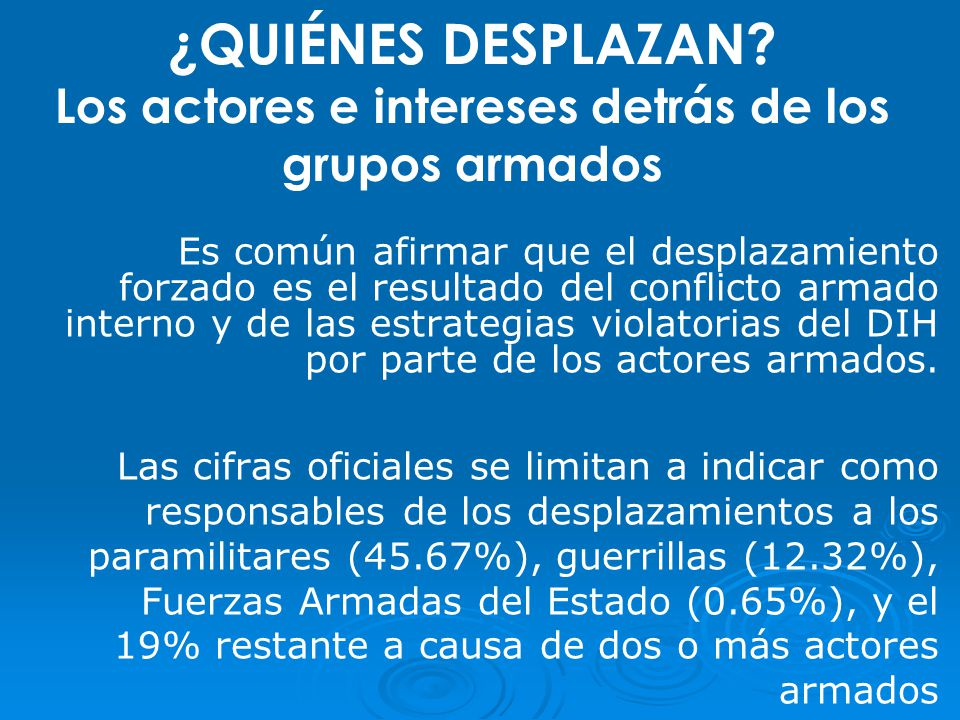 ¿QUIÉNES DESPLAZAN?
Los actores e intereses detrás de los
grupos armados
Es común afirmar que el desplazamiento
forzado es el resultado del conflicto armado
interno y de las estrategias violatorias del DIH
por parte de los actores armados.
Las cifras oficiales se limitan a indicar como
responsables de los desplazamientos a los
paramilitares (45.67%), guerrillas (12.32%),
Fuerzas Armadas del Estado (0.65%), y el
19% restante a causa de dos o más actores
armados